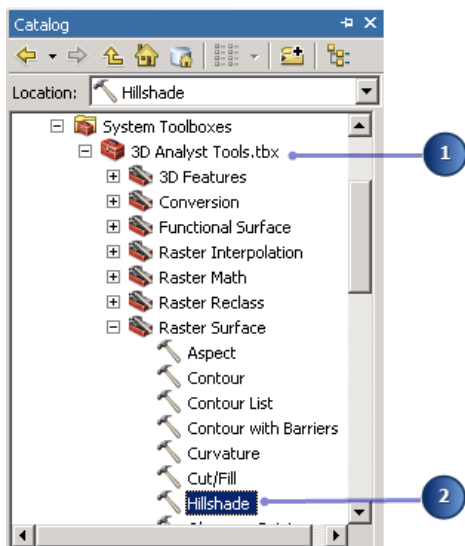 Catalog
Location: Hillshade
System Toolboxes
3D Analyst Tools.tbx
1
3D Features
Conversion
Functional Surface
Raster Interpolation
Raster Math
Raster Reclass
Raster Surface
Aspect
Contour
Contour List
Contour with Barriers
Curvature
Cut/Fill
Hillshade
2